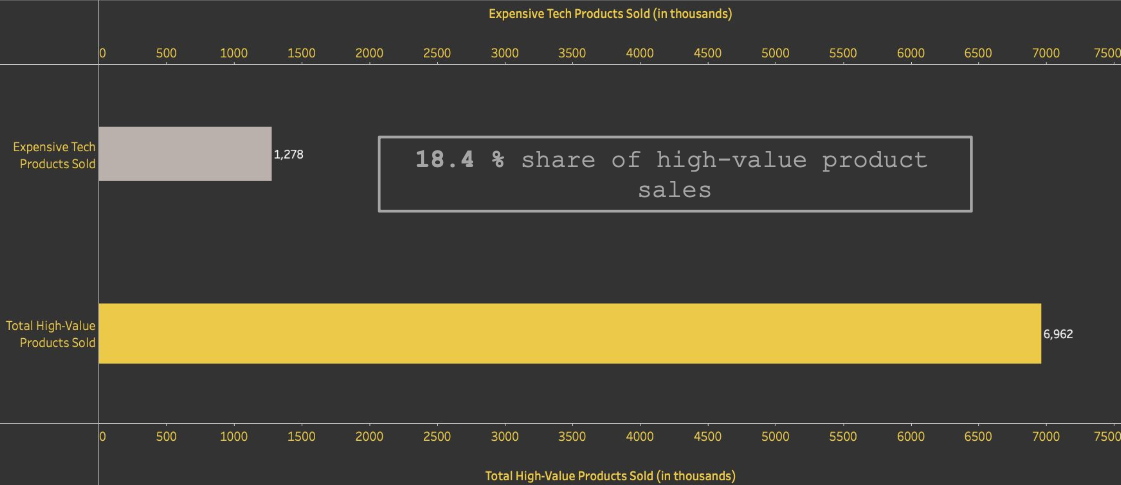 Expensive Tech Products Sold (in thousands)
0 500 1000 1500 2000 2500 3000 3500 4000 4500 5000 5500 6000 6500 7000 7500
Expensive Tech
Products Sold
1,278
18.4 % share of high-value product
sales
Total High-Value
Products Sold
6,962
0 500 1000 1500 2000 2500 3000 3500 4000 4500 5000 5500 6000 6500 7000 7500
Total High-Value Products Sold (in thousands)